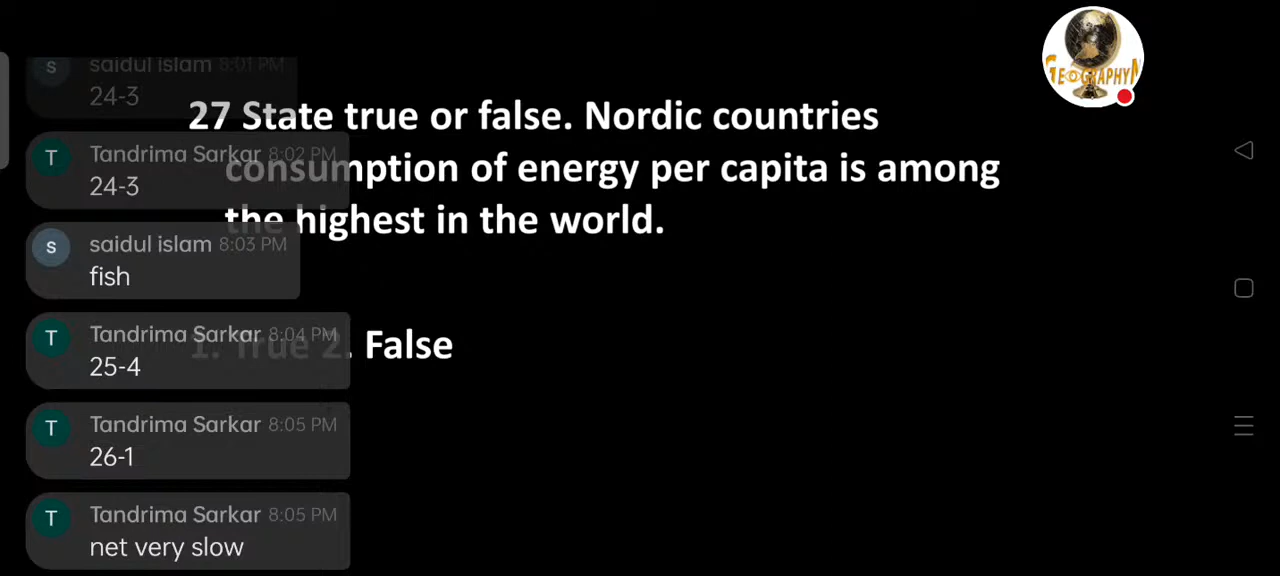 saidul islam 8:01 PM
24-3
Tandrima Sarkar 8:02 PM
24-3
saidul islam 8:03 PM
fish
Tandrima Sarkar 8:04 PM
25-4
Tandrima Sarkar 8:05 PM
26-1
Tandrima Sarkar 8:05 PM
net very slow
27 State true or false. Nordic countries
consumption of energy per capita is among
the highest in the world.
1. True 2. False
S
T
S
T
T
T